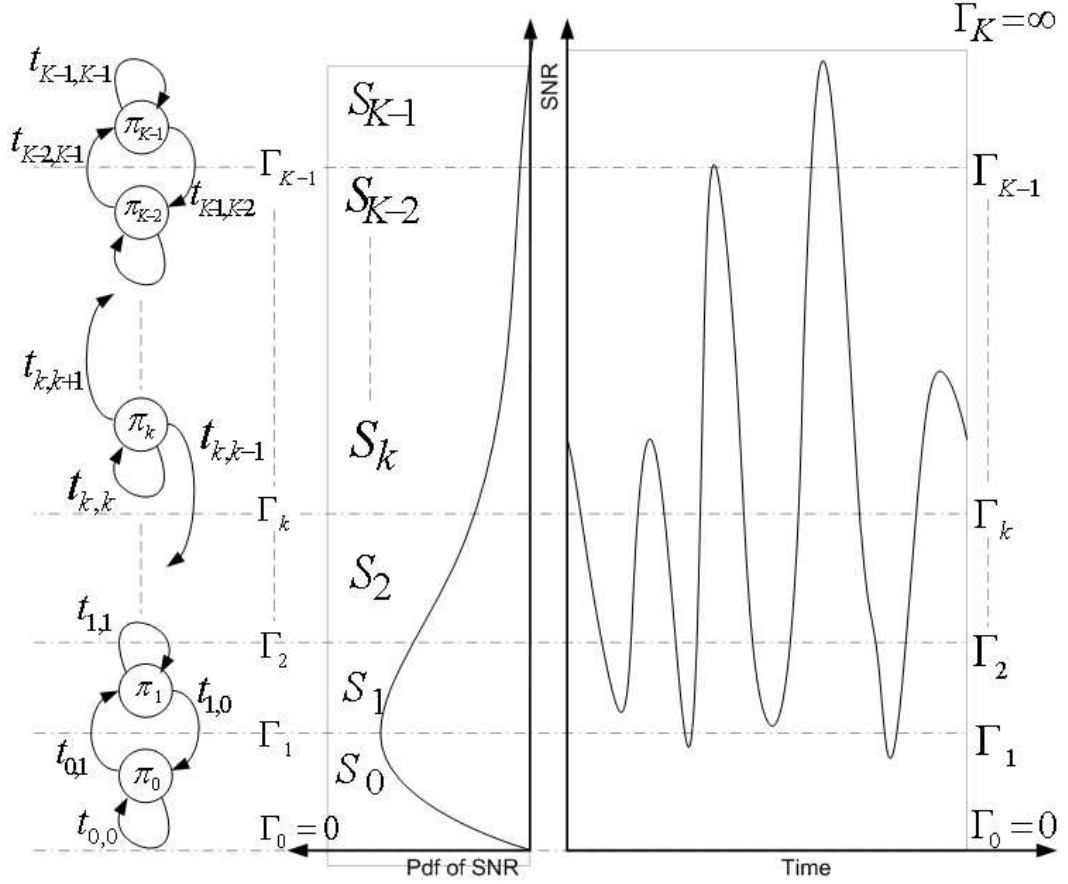 Γ_K = ∞
t_{K-1,K-1}
SNR
S_{K-1}
π_{K-1}
t_{K-2,K-1}
Γ_{K-1}
Γ_{K-1}
t_{K-1,K-2}
S_{K-2}
π_{K-2}
t_{k,k+1}
π_k
t_{k,k-1}
S_k
t_{k,k}
Γ_k
Γ_k
S_2
t_{1,1}
Γ_2
Γ_2
π_1
t_{1,0}
S_1
Γ_1
Γ_1
t_{0,1}
π_0
S_0
t_{0,0}
Γ_0 = 0
Γ_0 = 0
Pdf of SNR
Time